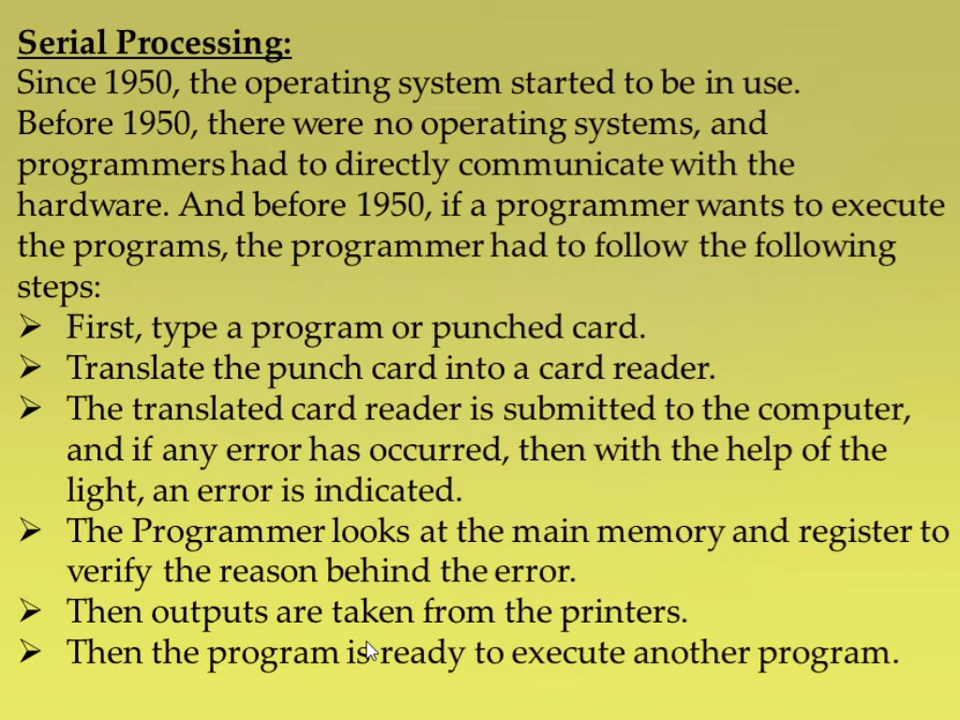 Serial Processing:
Since 1950, the operating system started to be in use.
Before 1950, there were no operating systems, and
programmers had to directly communicate with the
hardware. And before 1950, if a programmer wants to execute
the programs, the programmer had to follow the following
steps:
➢ First, type a program or punched card.
➢ Translate the punch card into a card reader.
➢ The translated card reader is submitted to the computer,
and if any error has occurred, then with the help of the
light, an error is indicated.
➢ The Programmer looks at the main memory and register to
verify the reason behind the error.
➢ Then outputs are taken from the printers.
➢ Then the program is ready to execute another program.